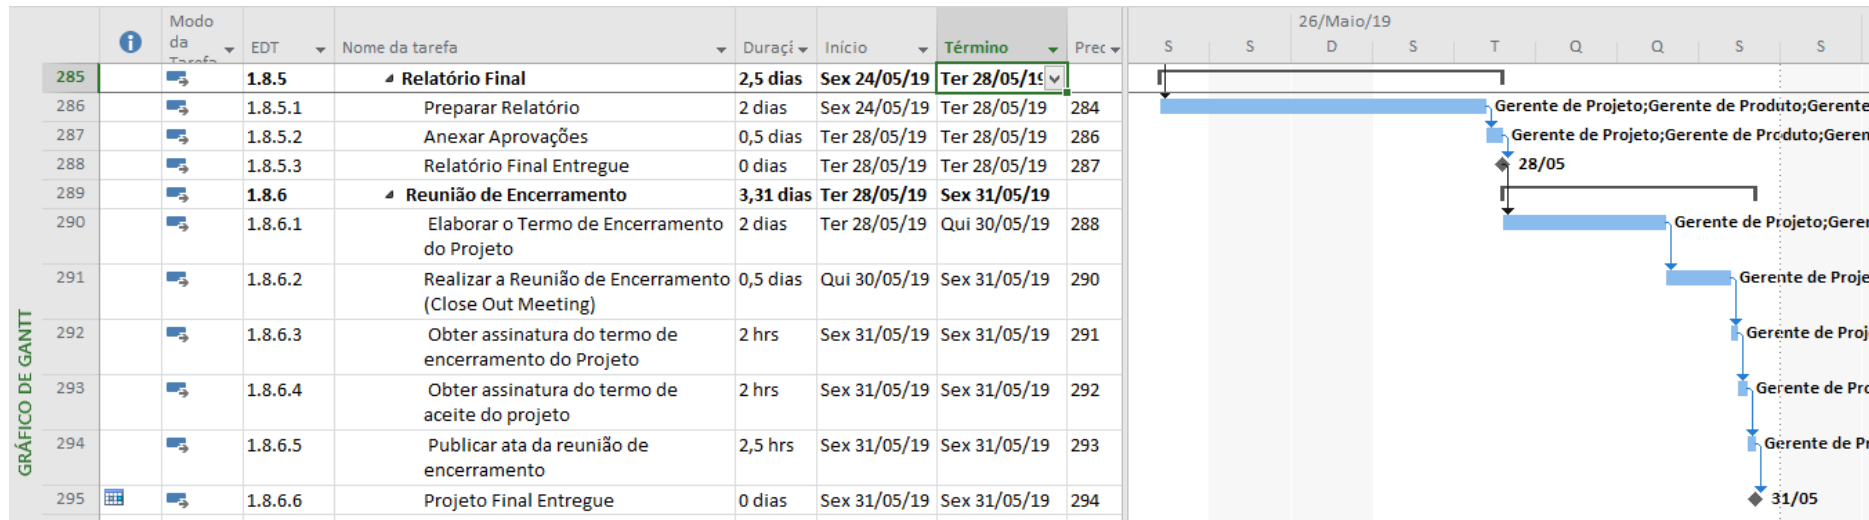 Modo da Tarefa EDT Nome da tarefa Início Término
26/Maio/19
S S D S T Q Q S S
285 1.8.5 Relatório Final 2,5 dias Sex 24/05/19 Ter 28/05/19
286 1.8.5.1 Preparar Relatório 2 dias Sex 24/05/19 Ter 28/05/19 284 Gerente de Projeto;Gerente de Produto;Gerente
287 1.8.5.2 Anexar Aprovações 0,5 dias Ter 28/05/19 Ter 28/05/19 286 Gerente de Projeto;Gerente de Produto;Geren
288 1.8.5.3 Relatório Final Entregue 0 dias Ter 28/05/19 Ter 28/05/19 287 28/05
289 1.8.6 Reunião de Encerramento 3,31 dias Ter 28/05/19 Sex 31/05/19
290 1.8.6.1 Elaborar o Termo de Encerramento 2 dias Ter 28/05/19 Qui 30/05/19 288 Gerente de Projeto;Geren
do Projeto
291 1.8.6.2 Realizar a Reunião de Encerramento 0,5 dias Qui 30/05/19 Sex 31/05/19 290 Gerente de Proje
(Close Out Meeting)
292 1.8.6.3 Obter assinatura do termo de 2 hrs Sex 31/05/19 Sex 31/05/19 291 Gerente de Proj
encerramento do Projeto
293 1.8.6.4 Obter assinatura do termo de 2 hrs Sex 31/05/19 Sex 31/05/19 292 Gerente de Pro
aceite do projeto
294 1.8.6.5 Publicar ata da reunião de 2,5 hrs Sex 31/05/19 Sex 31/05/19 293 Gerente de Pr
encerramento
295 1.8.6.6 Projeto Final Entregue 0 dias Sex 31/05/19 Sex 31/05/19 294 31/05
GRÁFICO DE GANTT